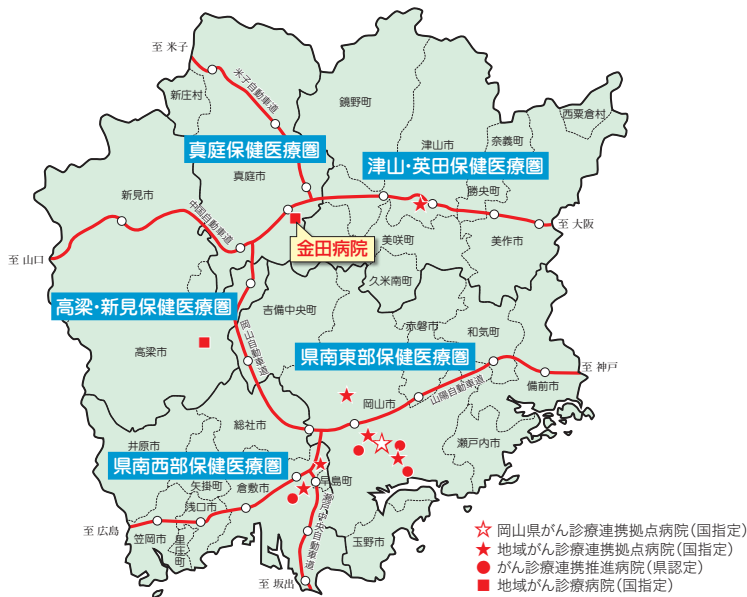 至 米子
新庄村
米子自動車道
鏡野町
西粟倉村
津山市
奈義町
真庭保健医療圏
津山・英田保健医療圏
真庭市
勝央町
新見市
中国自動車道
至 大阪
美咲町
美作市
金田病院
至 山口
久米南町
高梁・新見保健医療圏
吉備中央町
赤磐市
和気町
岡山自動車道
高梁市
県南東部保健医療圏
至 神戸
山陽自動車道
備前市
岡山市
総社市
瀬戸内市
井原市
県南西部保健医療圏
矢掛町
倉敷市
早島町
浅口市
瀬戸中央自動車道
至 広島
笠岡市
里庄町
玉野市
至 坂出
☆ 岡山県がん診療連携拠点病院(国指定)
★ 地域がん診療連携拠点病院(国指定)
● がん診療連携推進病院(県認定)
■ 地域がん診療病院(国指定)